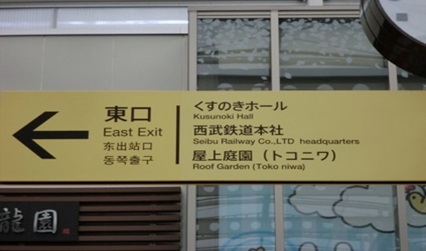 東口
East Exit
东出站口
동쪽출구
くすのきホール
Kusunoki Hall
西武鉄道本社
Seibu Railway Co.,LTD headquarters
屋上庭園（トコニワ）
Roof Garden (Toko niwa)
龍園